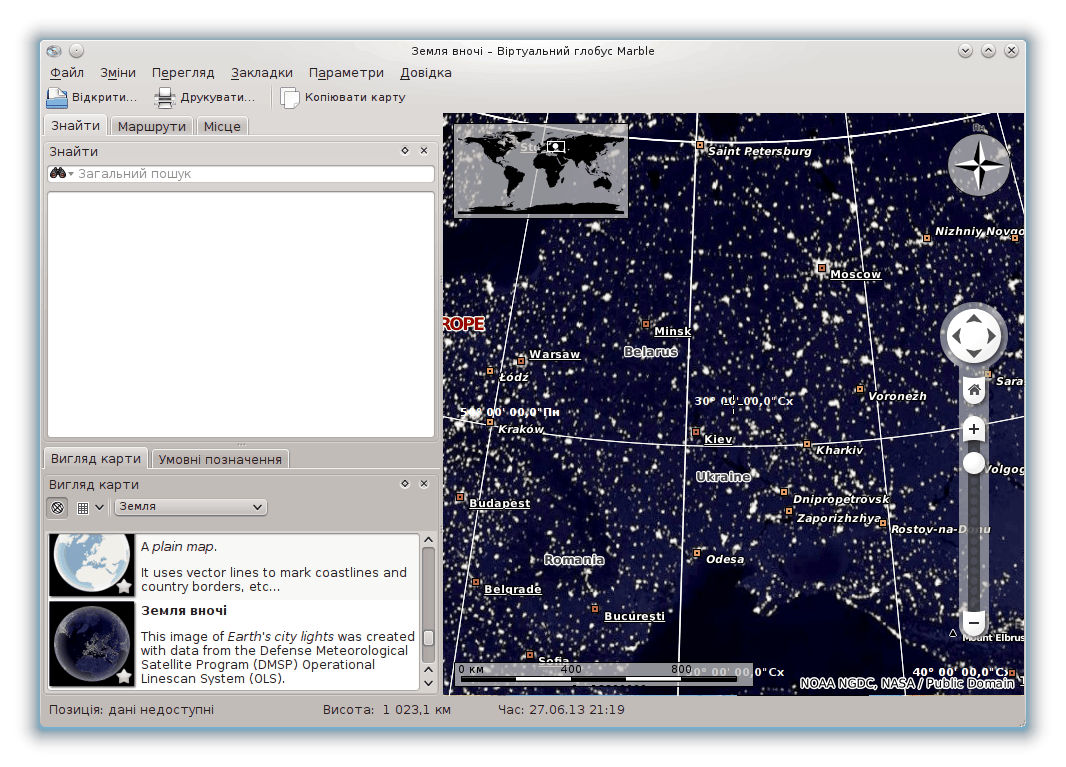 Земля вночі – Віртуальний глобус Marble
Файл Зміни Перегляд Закладки Параметри Довідка
Відкрити... Друкувати... Копіювати карту
Знайти Маршрути Місце
Знайти
Загальний пошук
Вигляд карти Умовні позначення
Вигляд карти
Земля
A plain map.
It uses vector lines to mark coastlines and
country borders, etc...
Земля вночі
This image of Earth's city lights was created
with data from the Defense Meteorological
Satellite Program (DMSP) Operational
Linescan System (OLS).
Пн
Saint Petersburg
Nizhniy Novgo
Moscow
ROPE
Minsk
Belarus
Warsaw
Łódź
Sara
Voronezh
30° 00' 00,0"Сх
50° 00' 00,0"Пн
Kraków
Kiev
Kharkiv
Volgog
Ukraine
Budapest
Dnipropetrovsk
Zaporizhzhya
Rostov-na-Donu
Odesa
Romania
Belgrade
Bucureşti
Mount Elbrus
Sofia
0 км 400 800
0° 00' 00,0"Сх
40° 00' 00,0"Сх
NOAA NGDC, NASA / Public Domain
Позиція: дані недоступні Висота: 1 023,1 км Час: 27.06.13 21:19